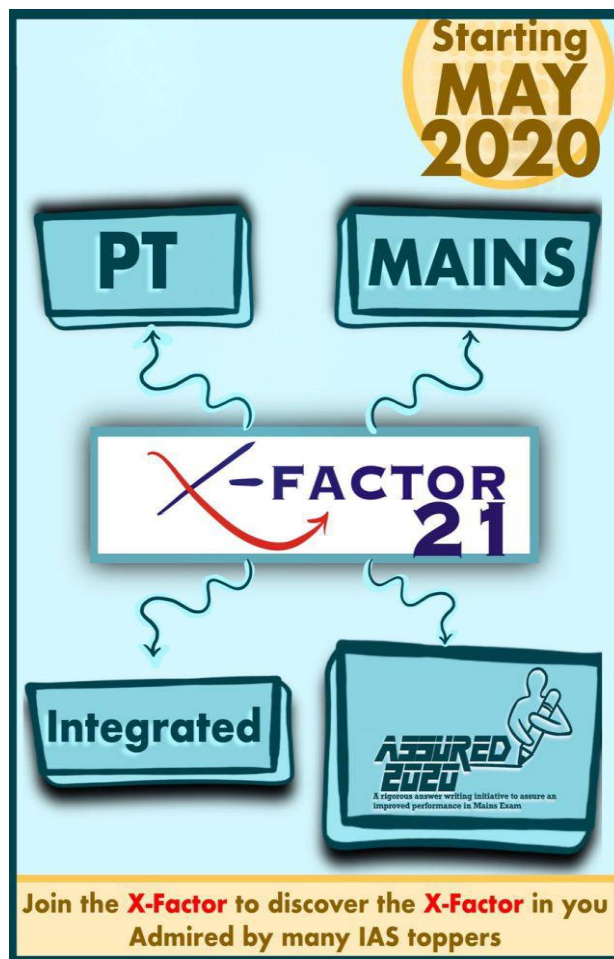 Starting
MAY
2020
PT
MAINS
X-FACTOR
21
Integrated
ASSURED
2020
A rigorous answer writing initiative to assure an
improved performance in Mains Exam
Join the X-Factor to discover the X-Factor in you
Admired by many IAS toppers